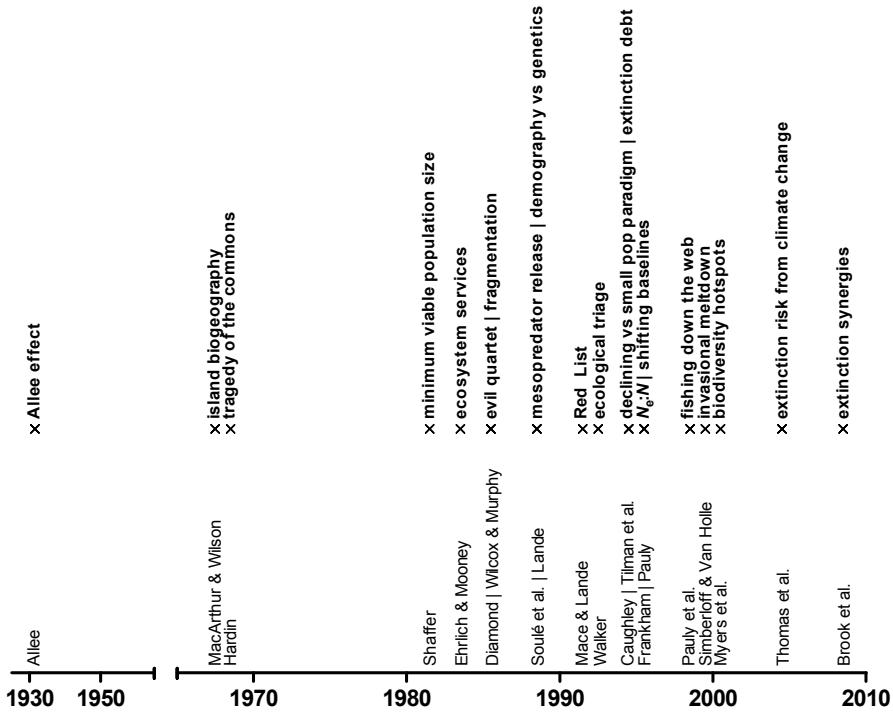 Allee effect
island biogeography
tragedy of the commons
minimum viable population size
ecosystem services
evil quartet | fragmentation
mesopredator release | demography vs genetics
Red List
ecological triage
declining vs small pop paradigm | extinction debt
Ne:N | shifting baselines
fishing down the web
invasional meltdown
biodiversity hotspots
extinction risk from climate change
extinction synergies
Allee
MacArthur & Wilson
Hardin
Shaffer
Ehrlich & Mooney
Diamond | Wilcox & Murphy
Soulé et al. | Lande
Mace & Lande
Walker
Caughley | Tilman et al.
Frankham | Pauly
Pauly et al.
Simberloff & Van Holle
Myers et al.
Thomas et al.
Brook et al.
1930 1950 1970 1980 1990 2000 2010